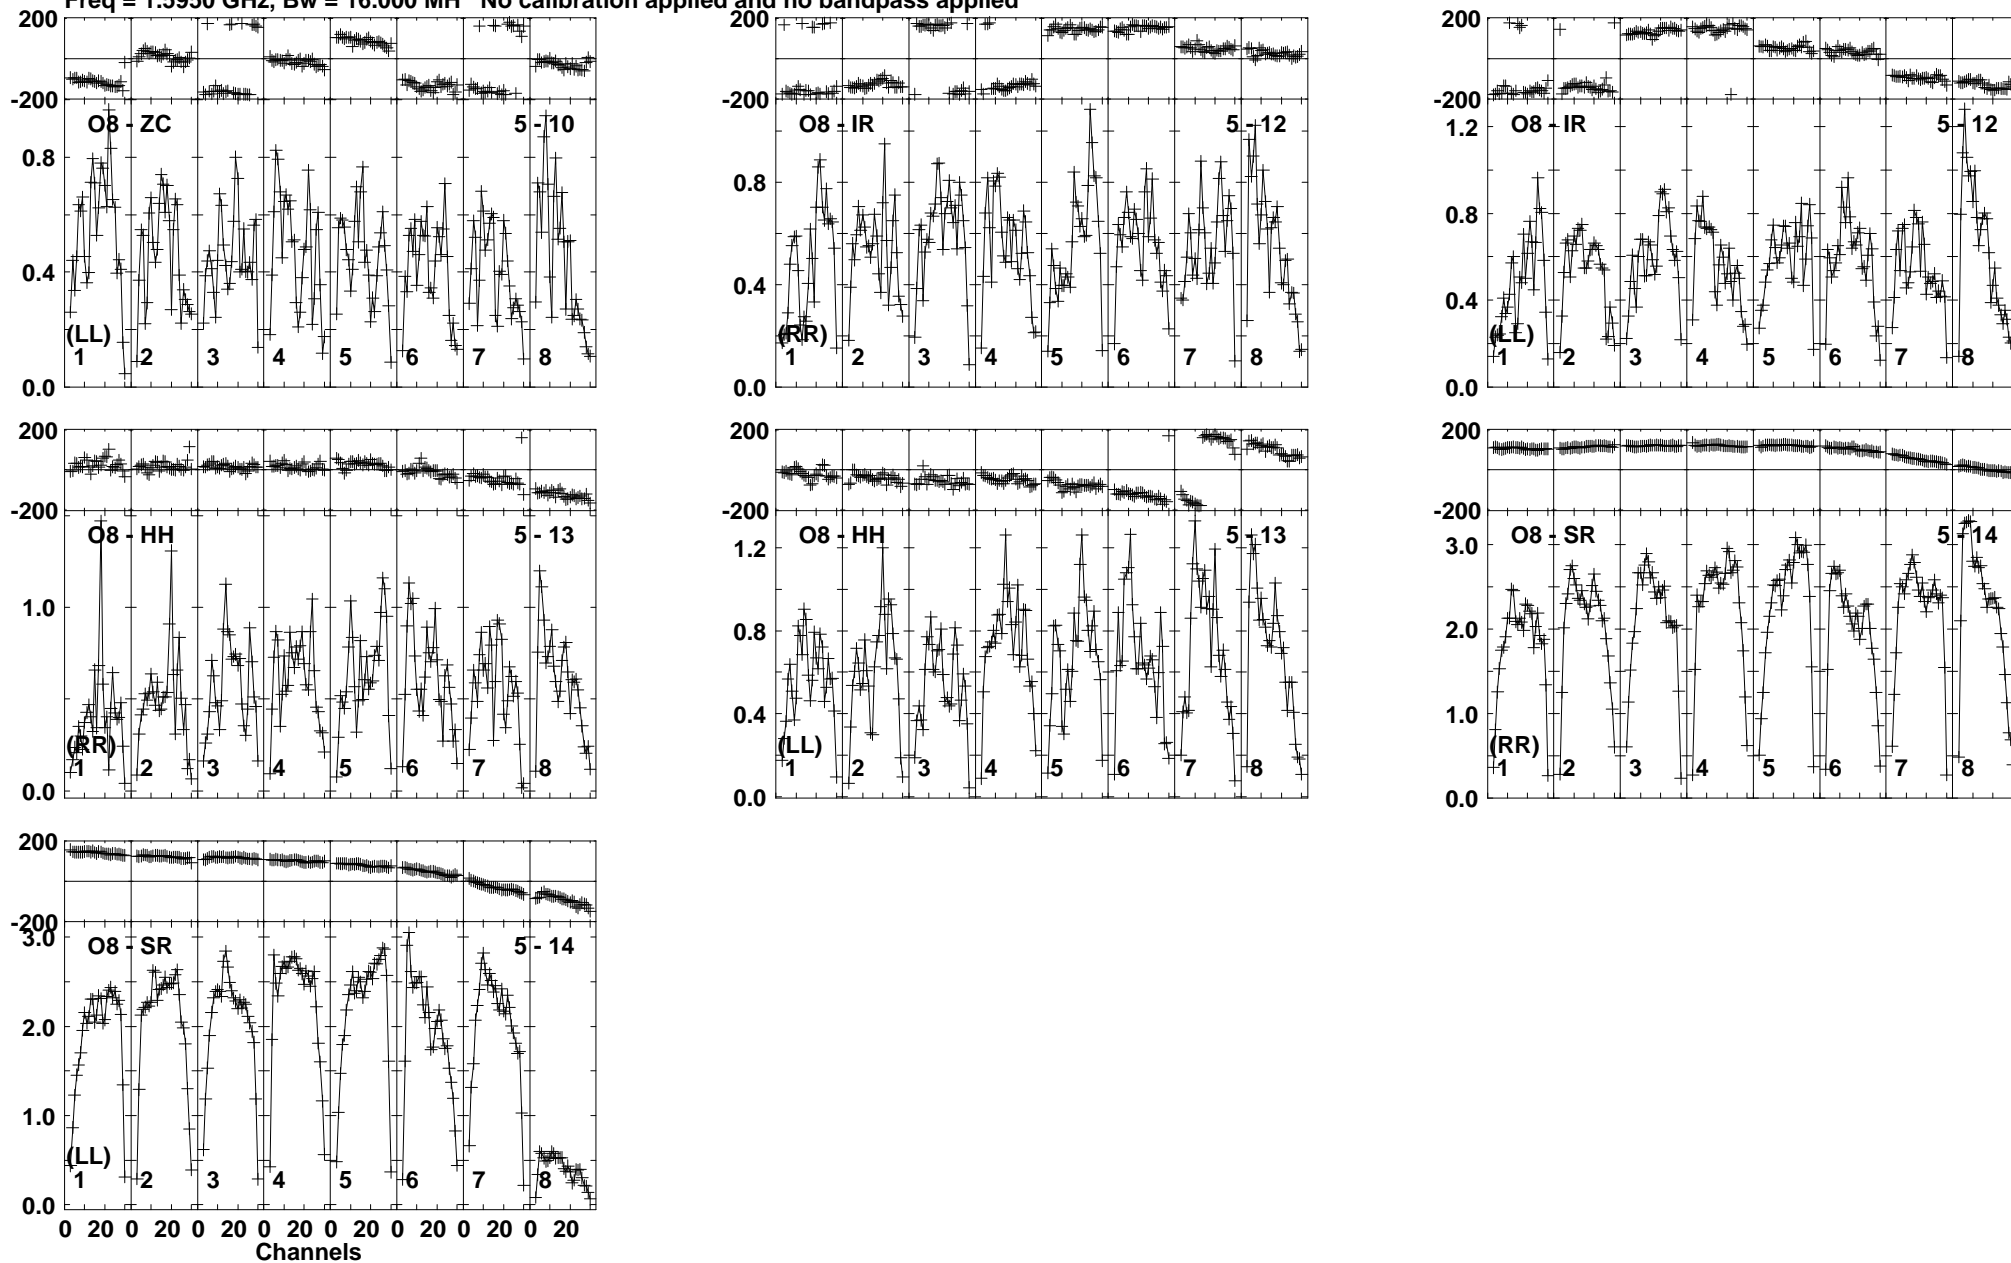 Freq = 1.5950 GHz, Bw = 16.000 MH No calibration applied and no bandpass applied
200
-200
O8 - ZC
5 - 10
0.8
0.4
0.0
(LL)
1 2 3 4 5 6 7 8
200
-200
O8 - IR
5 - 12
0.8
0.4
0.0
(RR)
1 2 3 4 5 6 7 8
200
-200
O8 - IR
5 - 12
1.2
0.8
0.4
0.0
(LL)
1 2 3 4 5 6 7 8
200
-200
O8 - HH
5 - 13
1.0
0.0
(RR)
1 2 3 4 5 6 7 8
200
-200
O8 - HH
5 - 13
1.2
0.8
0.4
0.0
(LL)
1 2 3 4 5 6 7 8
200
-200
O8 - SR
5 - 14
3.0
2.0
1.0
0.0
(RR)
1 2 3 4 5 6 7 8
200
-200
O8 - SR
5 - 14
3.0
2.0
1.0
0.0
(LL)
1 2 3 4 5 6 7 8
0 20 0 20 0 20 0 20 0 20 0 20 0 20 0 20
Channels